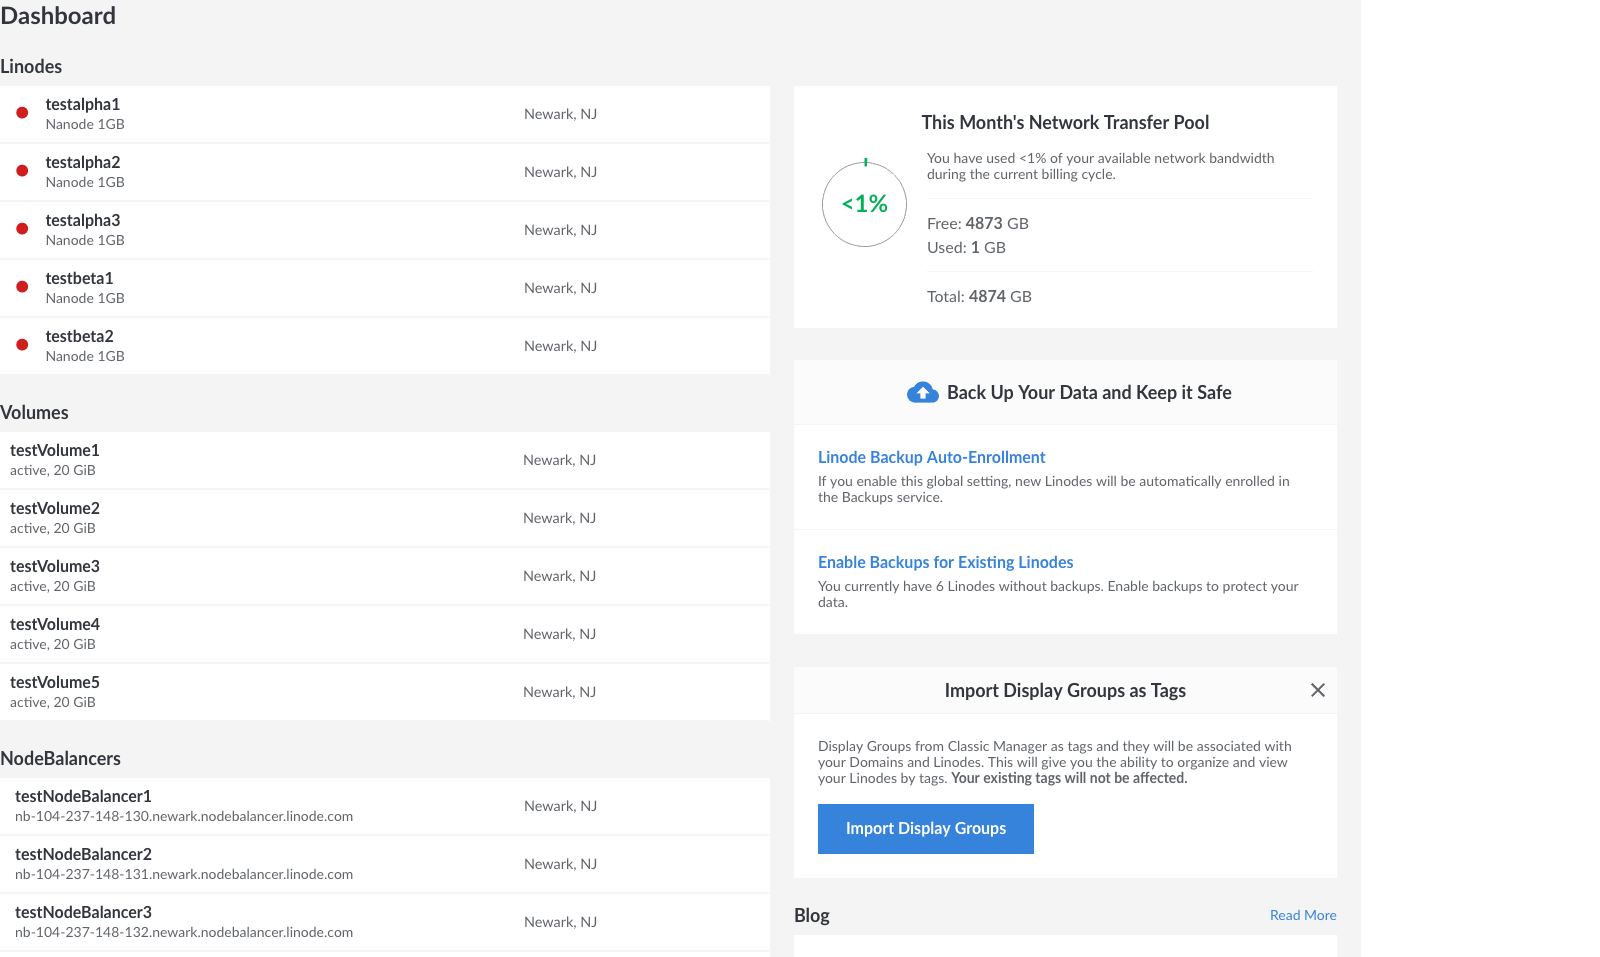 Dashboard
Linodes
testalpha1
Nanode 1GB
Newark, NJ
testalpha2
Nanode 1GB
Newark, NJ
testalpha3
Nanode 1GB
Newark, NJ
testbeta1
Nanode 1GB
Newark, NJ
testbeta2
Nanode 1GB
Newark, NJ
Volumes
testVolume1
active, 20 GiB
Newark, NJ
testVolume2
active, 20 GiB
Newark, NJ
testVolume3
active, 20 GiB
Newark, NJ
testVolume4
active, 20 GiB
Newark, NJ
testVolume5
active, 20 GiB
Newark, NJ
NodeBalancers
testNodeBalancer1
nb-104-237-148-130.newark.nodebalancer.linode.com
Newark, NJ
testNodeBalancer2
nb-104-237-148-131.newark.nodebalancer.linode.com
Newark, NJ
testNodeBalancer3
nb-104-237-148-132.newark.nodebalancer.linode.com
Newark, NJ
This Month's Network Transfer Pool
<1%
You have used <1% of your available network bandwidth
during the current billing cycle.
Free: 4873 GB
Used: 1 GB
Total: 4874 GB
Back Up Your Data and Keep it Safe
Linode Backup Auto-Enrollment
If you enable this global setting, new Linodes will be automatically enrolled in
the Backups service.
Enable Backups for Existing Linodes
You currently have 6 Linodes without backups. Enable backups to protect your
data.
Import Display Groups as Tags
Display Groups from Classic Manager as tags and they will be associated with
your Domains and Linodes. This will give you the ability to organize and view
your Linodes by tags. Your existing tags will not be affected.
Import Display Groups
Blog
Read More